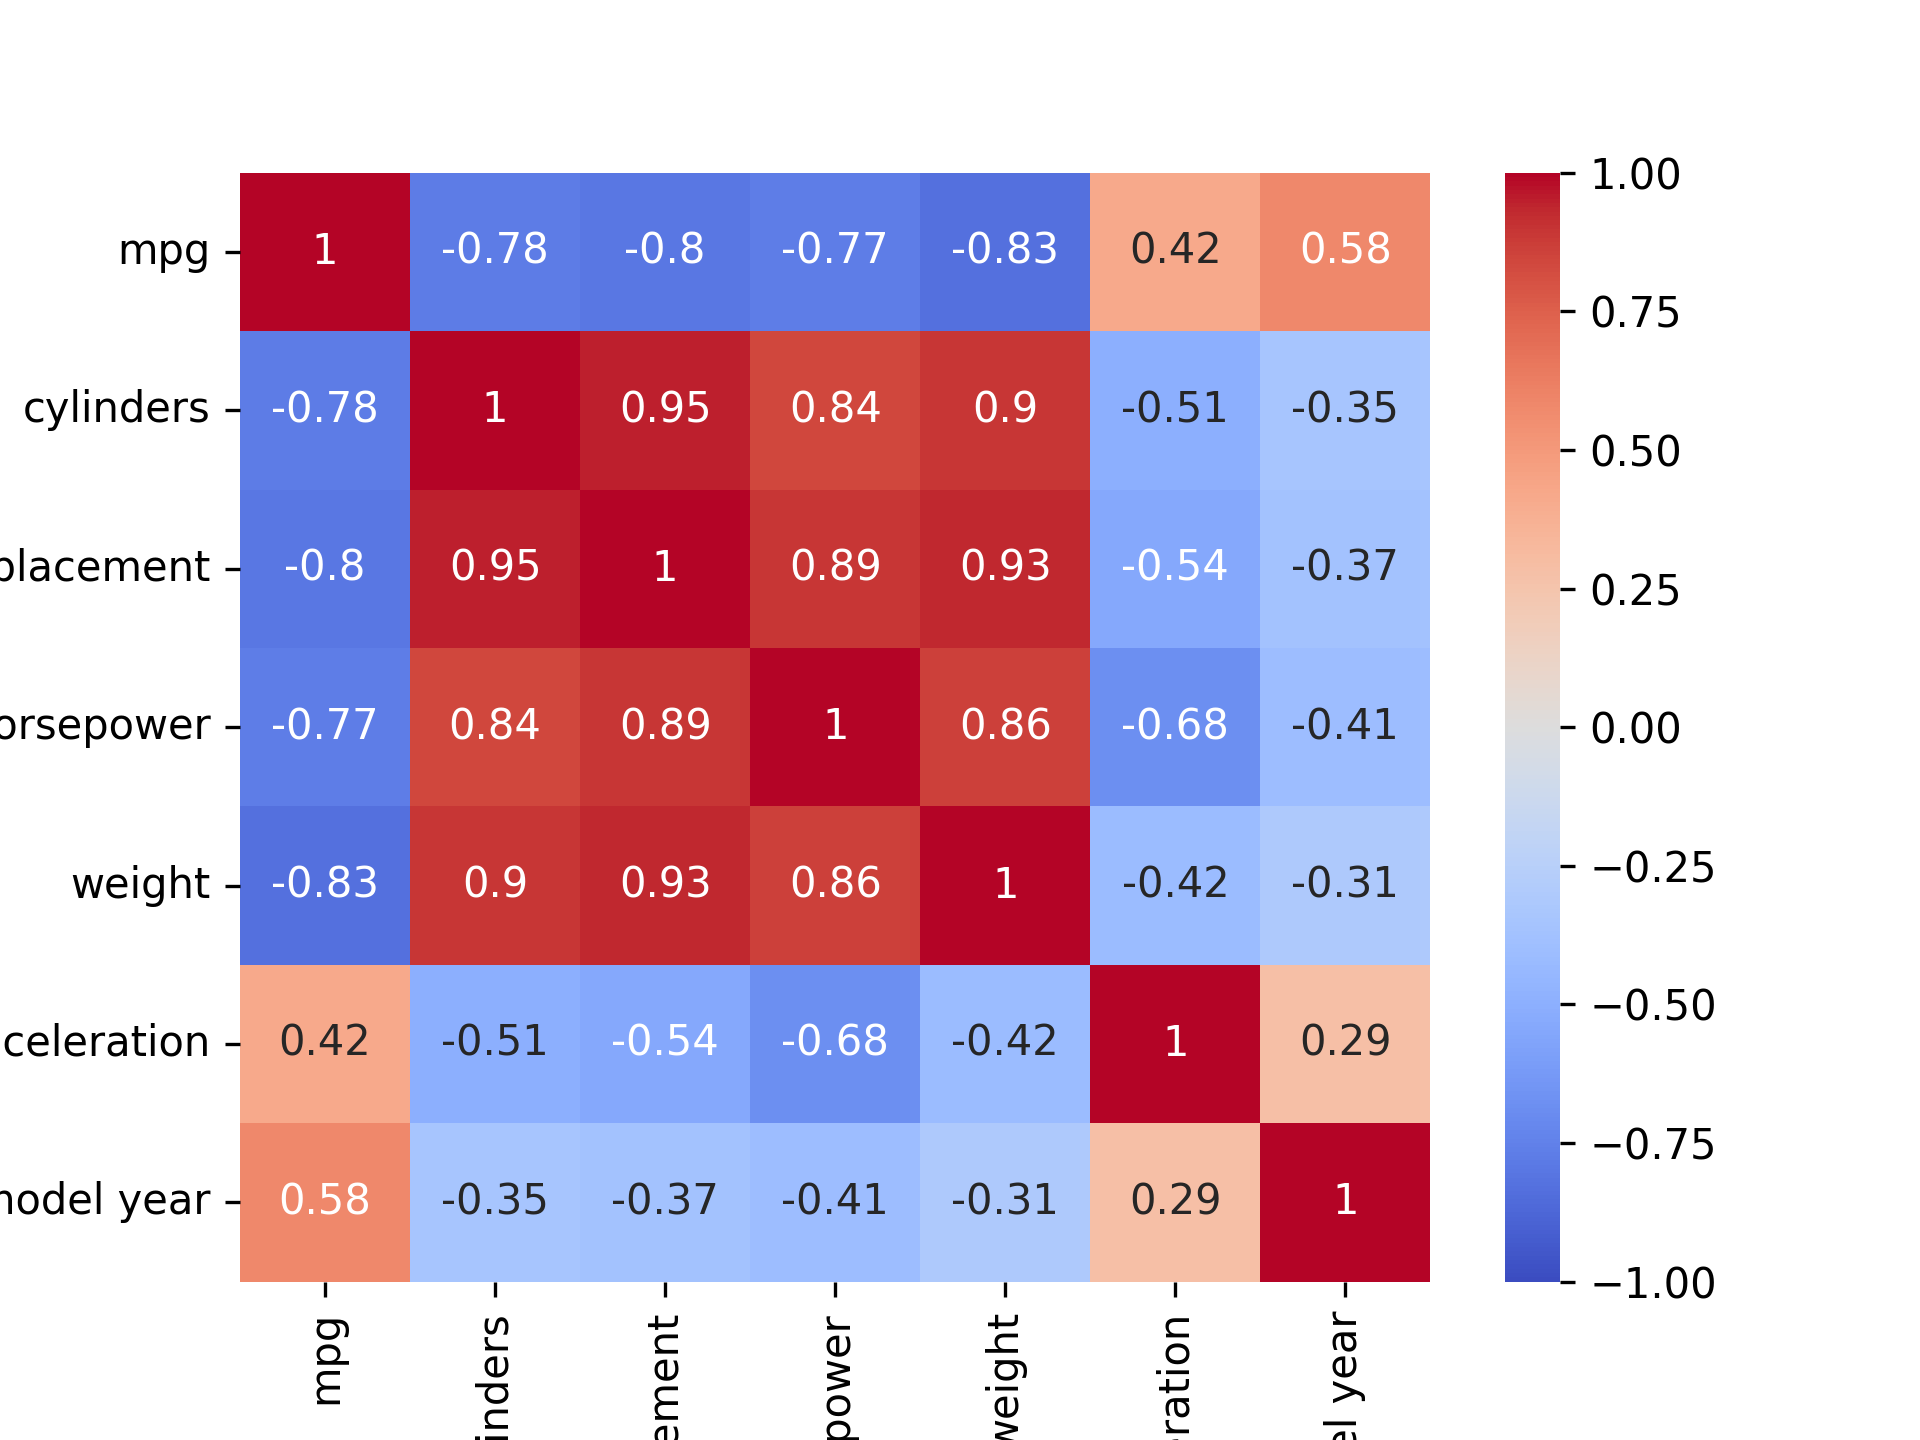 1.00
mpg 1 -0.78 -0.8 -0.77 -0.83 0.42 0.58
0.75
cylinders -0.78 1 0.95 0.84 0.9 -0.51 -0.35
0.50
placement -0.8 0.95 1 0.89 0.93 -0.54 -0.37
0.25
orsepower -0.77 0.84 0.89 1 0.86 -0.68 -0.41
0.00
weight -0.83 0.9 0.93 0.86 1 -0.42 -0.31
−0.25
celeration 0.42 -0.51 -0.54 -0.68 -0.42 1 0.29
−0.50
−0.75
model year 0.58 -0.35 -0.37 -0.41 -0.31 0.29 1
−1.00
mpg
inders
ement
power
weight
eration
el year